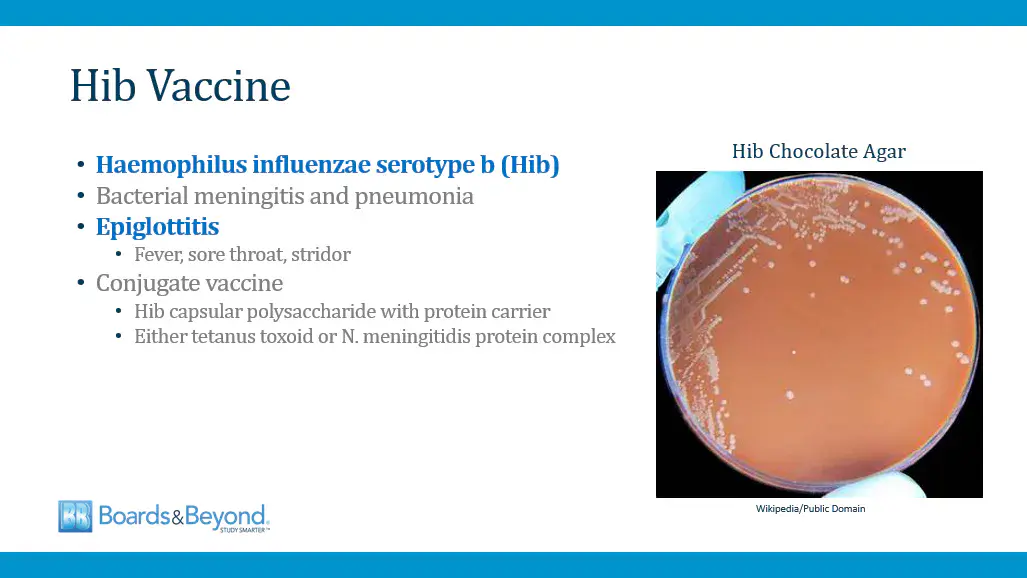 Hib Vaccine
• Haemophilus influenzae serotype b (Hib)
• Bacterial meningitis and pneumonia
• Epiglottitis
• Fever, sore throat, stridor
• Conjugate vaccine
• Hib capsular polysaccharide with protein carrier
• Either tetanus toxoid or N. meningitidis protein complex
Hib Chocolate Agar
Wikipedia/Public Domain
BB Boards&Beyond®
STUDY SMARTER™